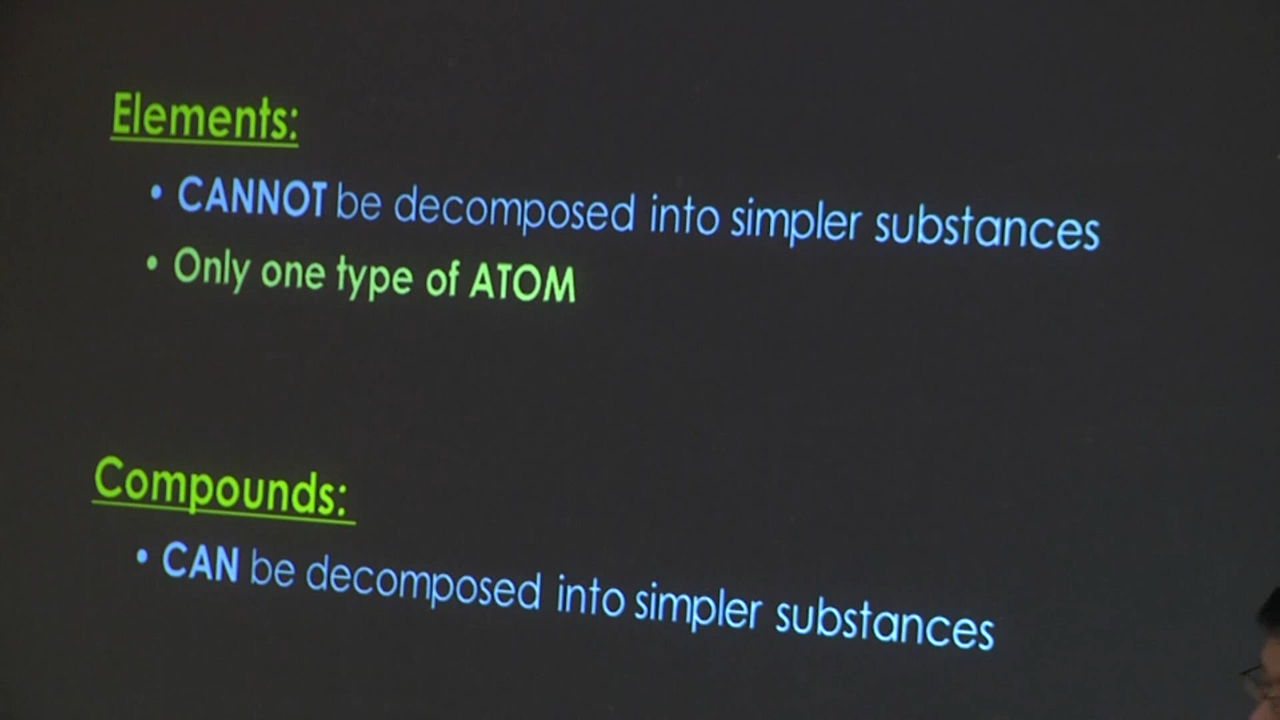 Elements:
• CANNOT be decomposed into simpler substances
• Only one type of ATOM
Compounds:
• CAN be decomposed into simpler substances